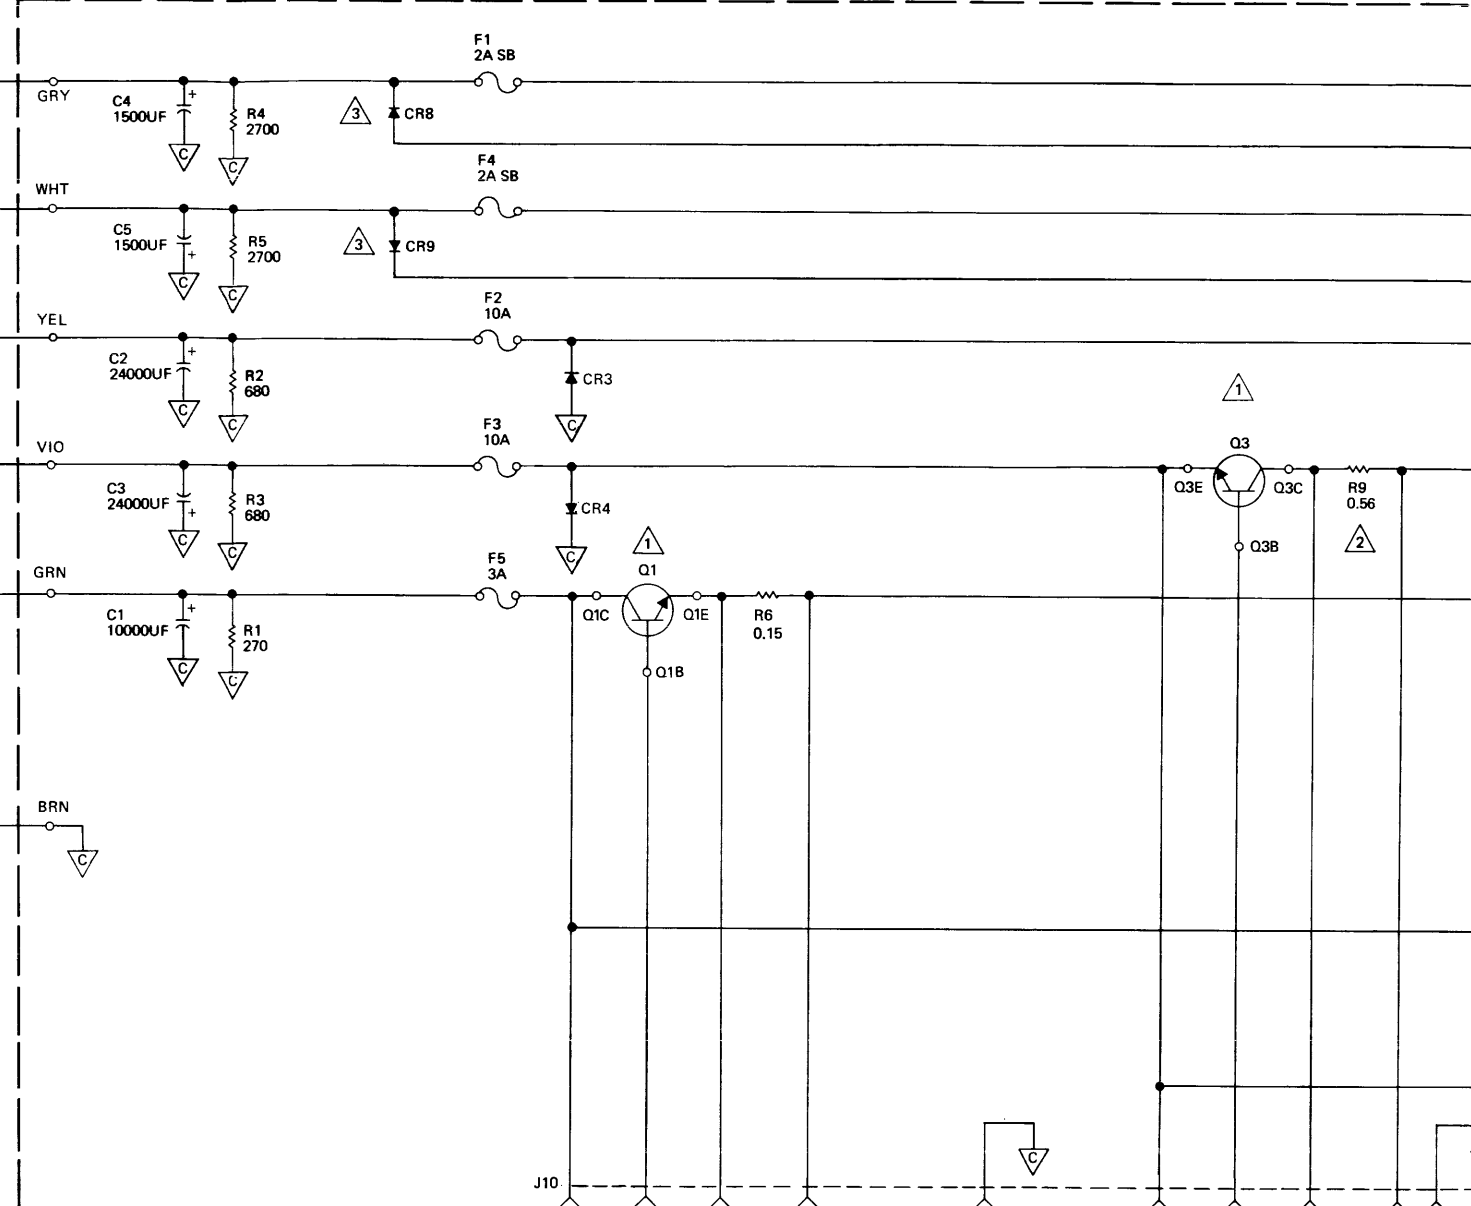 F1
2A SB
GRY
C4
1500UF
+
R4
2700
3
CR8
C
C
F4
2A SB
WHT
C5
1500UF
+
R5
2700
3
CR9
C
C
F2
10A
YEL
C2
24000UF
+
R2
680
CR3
C
C
C
1
F3
10A
VIO
Q3
C3
24000UF
+
R3
680
CR4
Q3E
Q3C
R9
0.56
2
Q3B
C
C
C
1
F5
3A
Q1
GRN
C1
10000UF
+
R1
270
Q1C
Q1E
R6
0.15
C
C
Q1B
BRN
C
C
J10